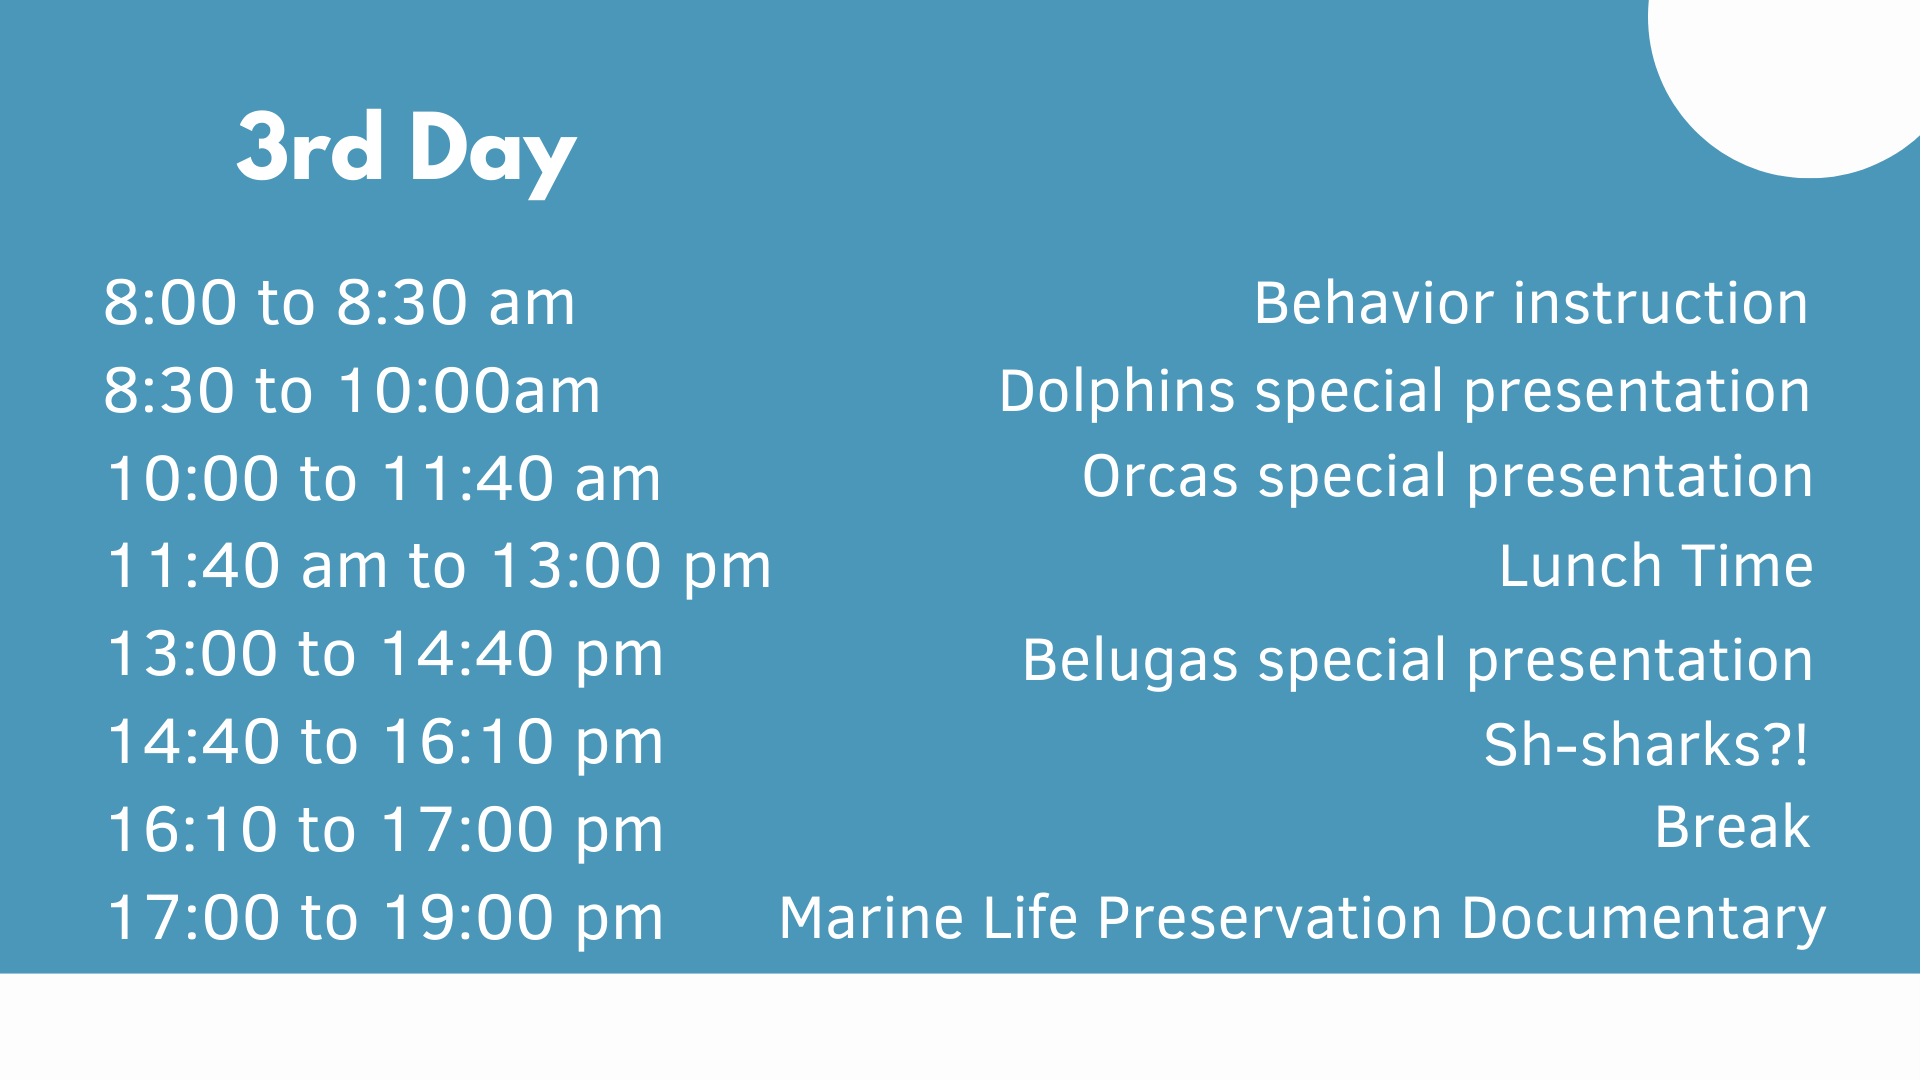 3rd Day
8:00 to 8:30 am Behavior instruction
8:30 to 10:00am Dolphins special presentation
10:00 to 11:40 am Orcas special presentation
11:40 am to 13:00 pm Lunch Time
13:00 to 14:40 pm Belugas special presentation
14:40 to 16:10 pm Sh-sharks?!
16:10 to 17:00 pm Break
17:00 to 19:00 pm Marine Life Preservation Documentary